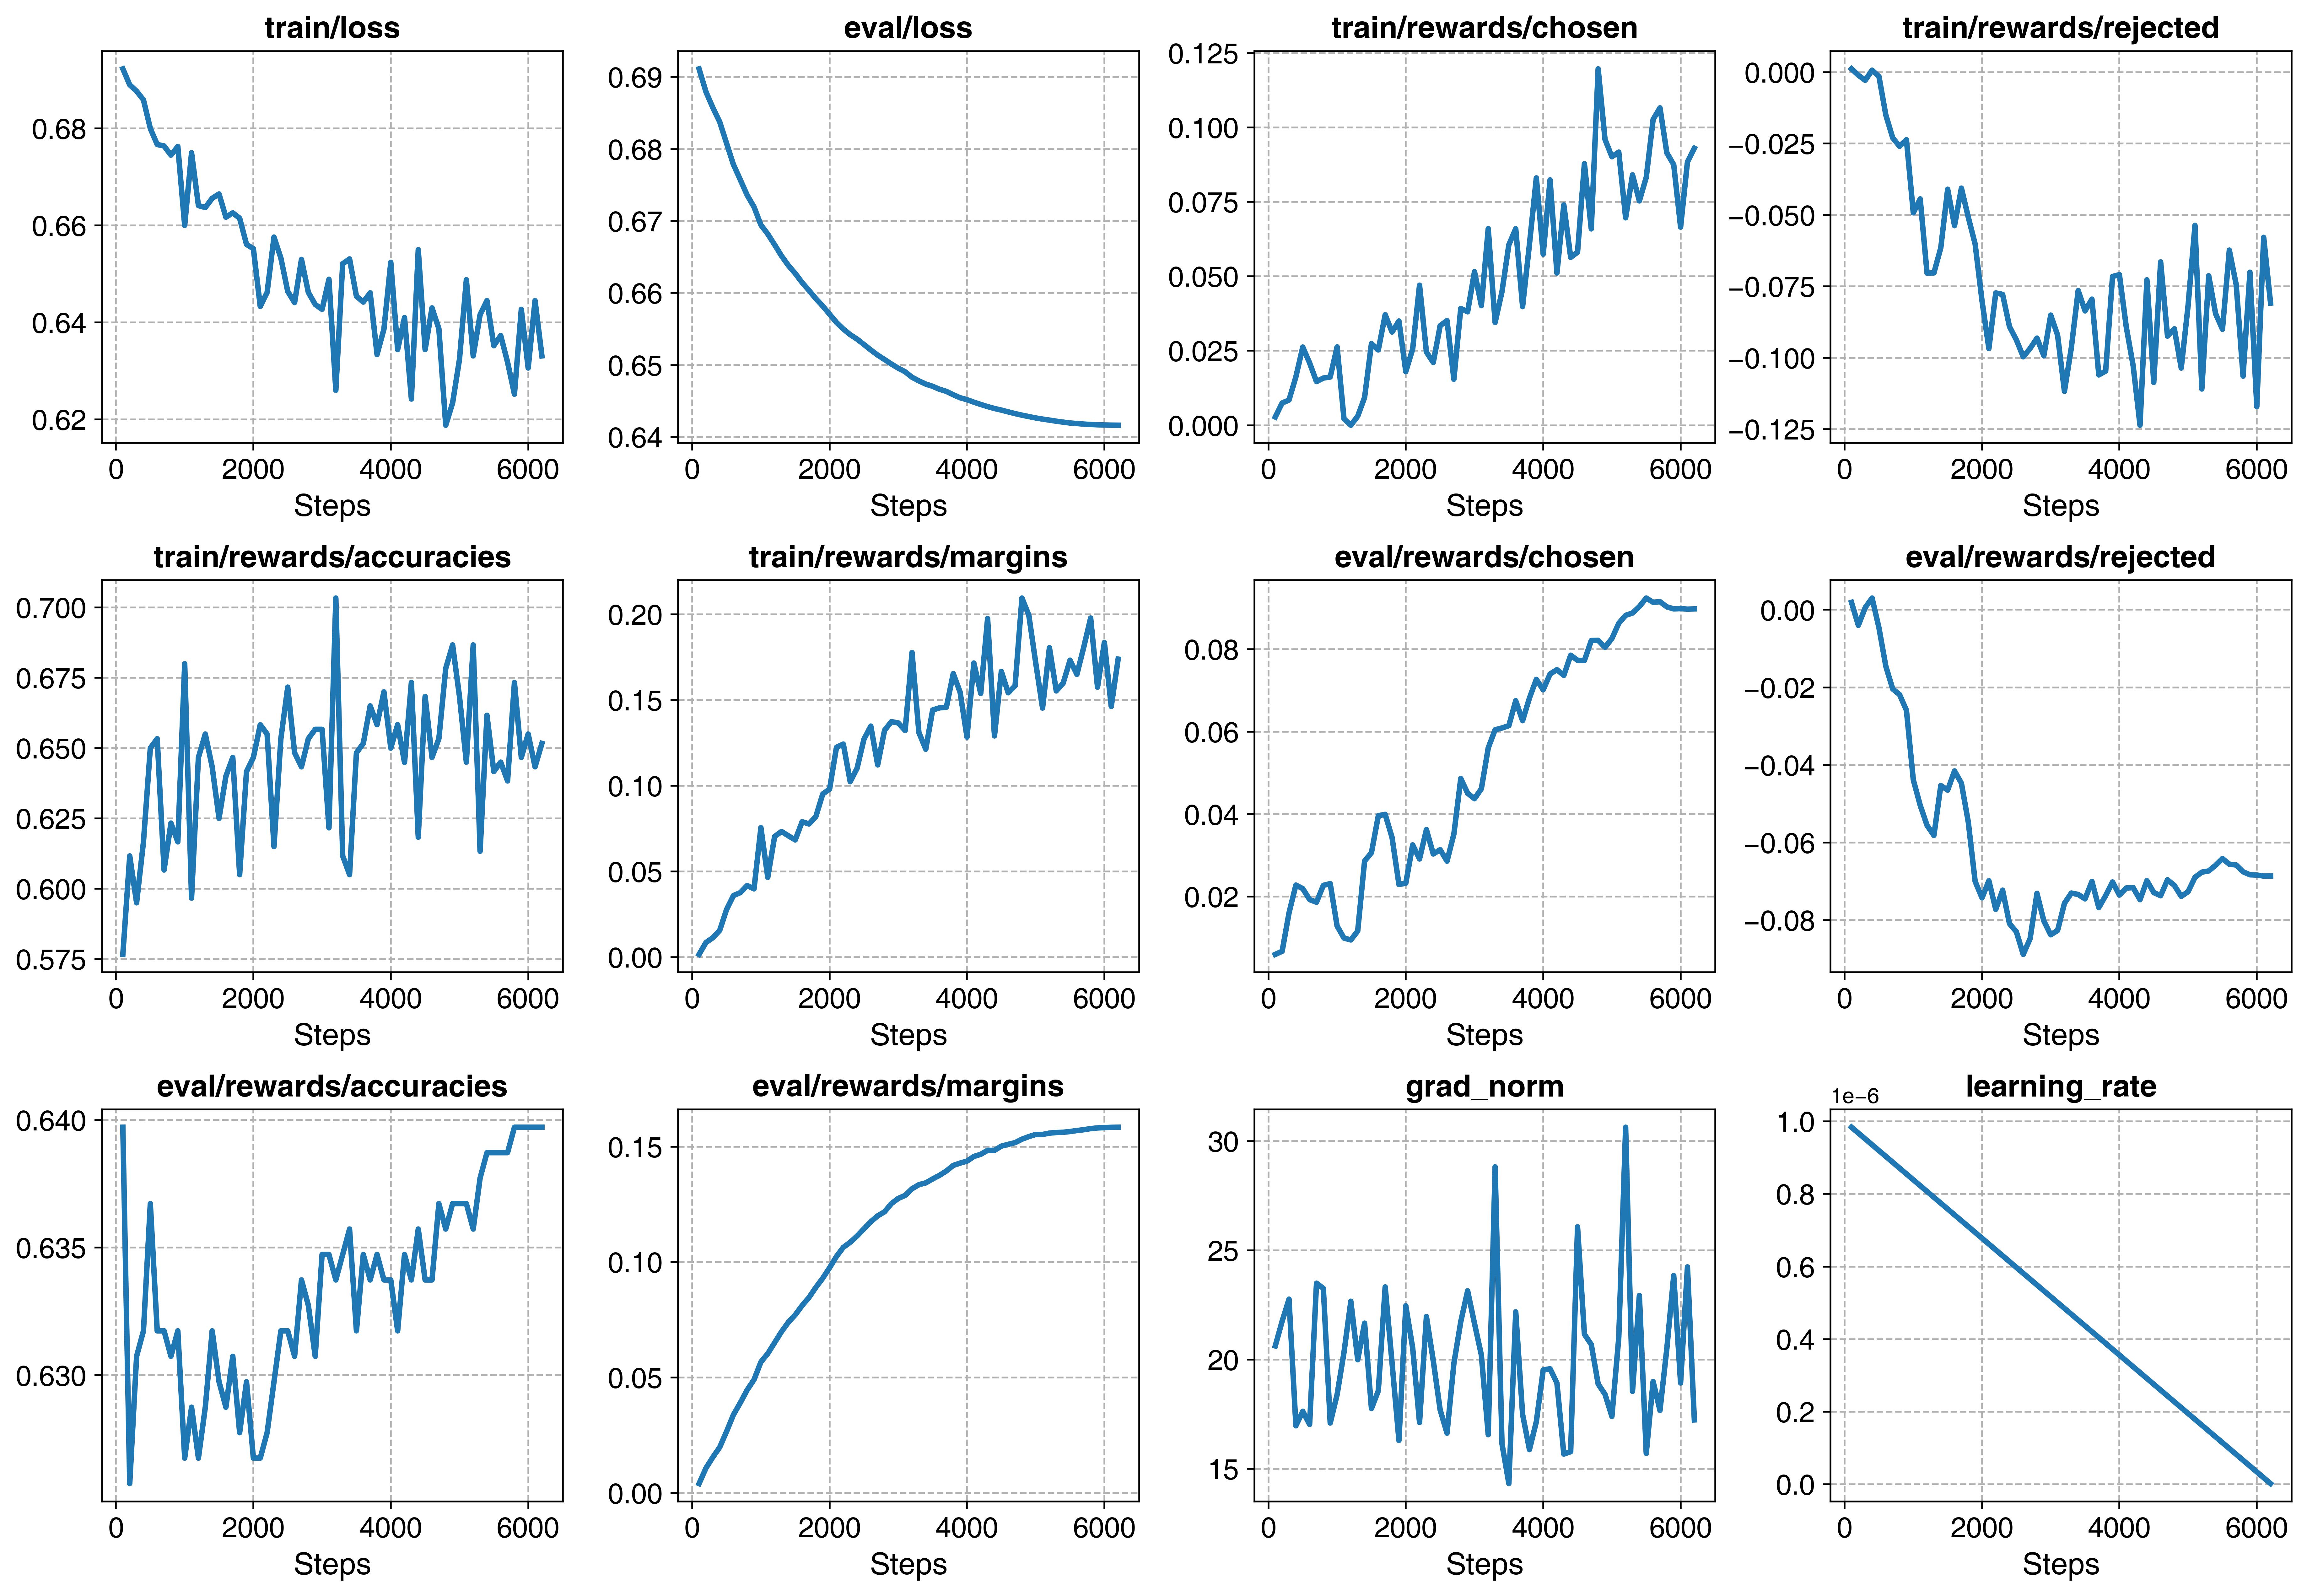 train/loss
0.68
0.66
0.64
0.62
0 2000 4000 6000
Steps
eval/loss
0.69
0.68
0.67
0.66
0.65
0.64
0 2000 4000 6000
Steps
train/rewards/chosen
0.125
0.100
0.075
0.050
0.025
0.000
0 2000 4000 6000
Steps
train/rewards/rejected
0.000
−0.025
−0.050
−0.075
−0.100
−0.125
0 2000 4000 6000
Steps
train/rewards/accuracies
0.700
0.675
0.650
0.625
0.600
0.575
0 2000 4000 6000
Steps
train/rewards/margins
0.20
0.15
0.10
0.05
0.00
0 2000 4000 6000
Steps
eval/rewards/chosen
0.08
0.06
0.04
0.02
0 2000 4000 6000
Steps
eval/rewards/rejected
0.00
−0.02
−0.04
−0.06
−0.08
0 2000 4000 6000
Steps
eval/rewards/accuracies
0.640
0.635
0.630
0 2000 4000 6000
Steps
eval/rewards/margins
0.15
0.10
0.05
0.00
0 2000 4000 6000
Steps
grad_norm
30
25
20
15
0 2000 4000 6000
Steps
learning_rate
1e−6
1.0
0.8
0.6
0.4
0.2
0.0
0 2000 4000 6000
Steps